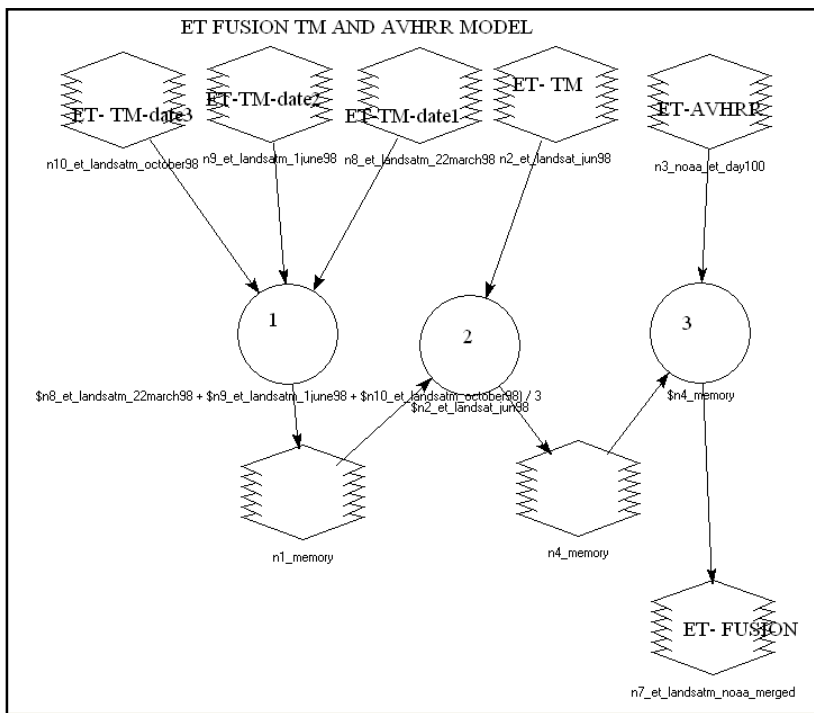 ET FUSION TM AND AVHRR MODEL
ET- TM-date3
ET-TM-date2
ET-TM-date1
ET- TM
ET-AVHRR
n10_et_landsatm_october98
n9_et_landsatm_1june98
n8_et_landsatm_22march98
n2_et_landsat_jun98
n3_noaa_et_day100
1
2
3
$n8_et_landsatm_22march98 + $n9_et_landsatm_1june98 + $n10_et_landsatm_october98) / 3
$n2_et_landsat_jun98
$n4_memory
n1_memory
n4_memory
ET- FUSION
n7_et_landsatm_noaa_merged